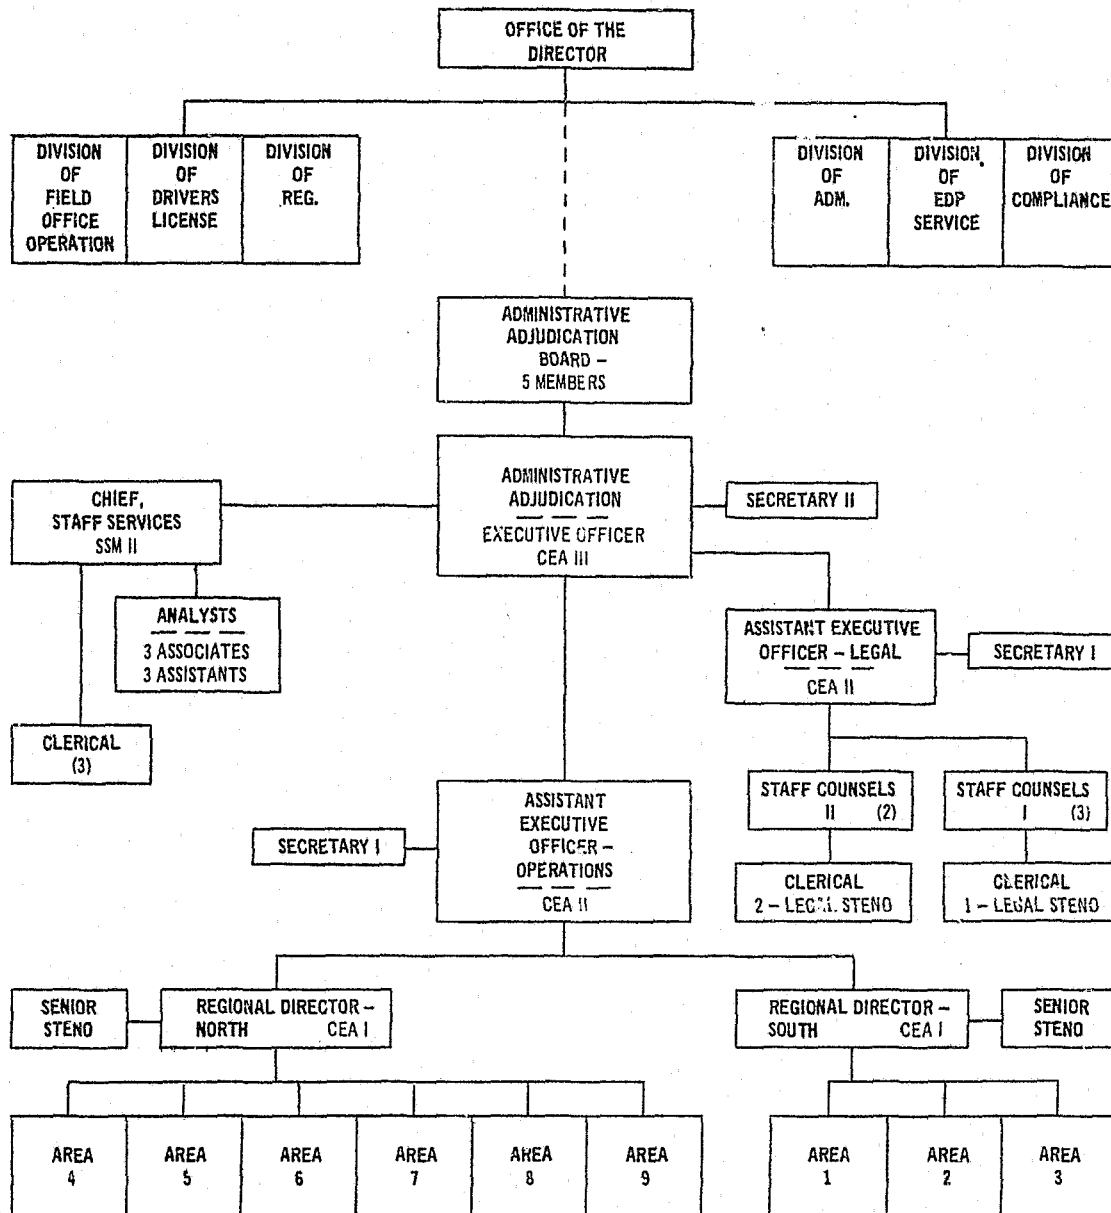 OFFICE OF THE
DIRECTOR
DIVISION
OF
FIELD
OFFICE
OPERATION
DIVISION
OF
DRIVERS
LICENSE
DIVISION
OF
REG.
DIVISION
OF
ADM.
DIVISION
OF
EDP
SERVICE
DIVISION
OF
COMPLIANCE
ADMINISTRATIVE
ADJUDICATION
BOARD –
5 MEMBERS
ADMINISTRATIVE
ADJUDICATION
EXECUTIVE OFFICER
CEA III
SECRETARY II
CHIEF,
STAFF SERVICES
SSM II
ANALYSTS
3 ASSOCIATES
3 ASSISTANTS
CLERICAL
(3)
ASSISTANT EXECUTIVE
OFFICER – LEGAL
CEA II
SECRETARY I
STAFF COUNSELS
II (2)
STAFF COUNSELS
I (3)
CLERICAL
2 – LEGAL STENO
CLERICAL
1 – LEGAL STENO
ASSISTANT
EXECUTIVE
OFFICER –
OPERATIONS
CEA II
SECRETARY I
SENIOR
STENO
REGIONAL DIRECTOR –
NORTH CEA I
REGIONAL DIRECTOR –
SOUTH CEA I
SENIOR
STENO
AREA
4
AREA
5
AREA
6
AREA
7
AREA
8
AREA
9
AREA
1
AREA
2
AREA
3